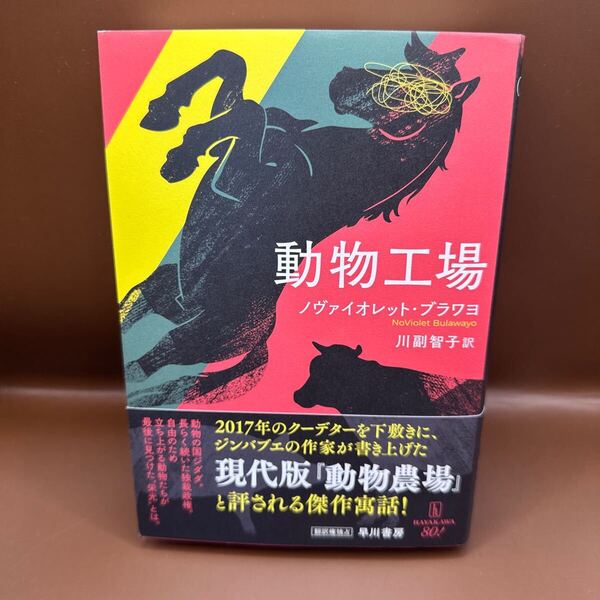 動物工場
ノヴァイオレット・ブラワヨ
NoViolet Bulawayo
川副智子訳
2017年のクーデターを下敷きに、
ジンバブエの作家が書き上げた
現代版『動物農場』
と評される傑作寓話!
動物の国ジダダ。
長らく続いた独裁政権。
自由のため
立ち上がる動物たちが
最後に見つけた“栄光”とは。
翻訳権独占
早川書房
h
HAYAKAWA
80!